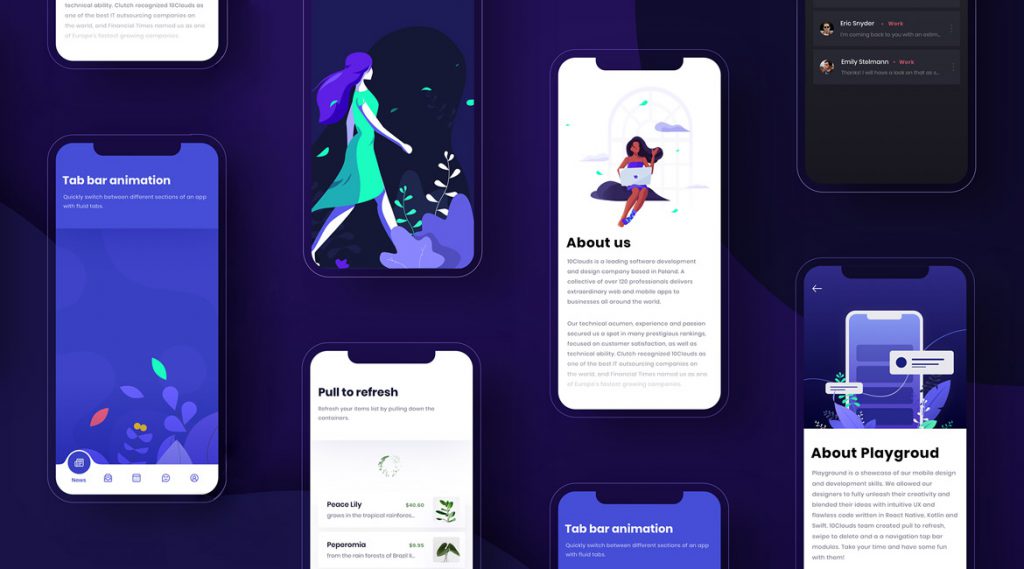 technical ability. Clutch recognized 10Clouds as
one of the best IT outsourcing companies on
the world, and Financial Times named us as one
of Europe's fastest growing companies.
Tab bar animation
Quickly switch between different sections of an app
with fluid tabs.
News
Pull to refresh
Refresh your items list by pulling down the
containers.
Peace Lily
$40.60
grows in the tropical rainfores...
Peperomia
$9.95
from the rain forests of Brazil
About us
10Clouds is a leading software development
and design company based in Poland. A
collective of over 120 professionals delivers
extraordinary web and mobile apps to
businesses all around the world.
Our technical acumen, experience and passion
secured us a spot in many prestigious rankings,
focused on customer satisfaction, as well as
technical ability. Clutch recognized 10Clouds as
one of the best IT outsourcing companies on
the world, and Financial Times named us as one
of Europe's fastest growing companies.
Tab bar animation
Quickly switch between different sections of an app
with fluid tabs.
Eric Snyder • Work
I'm coming back to you with an estim...
Emily Stelmann • Work
Thanks! I will have a look on that as s...
About Playgroud
Playground is a showcase of our mobile design
and development skills. We allowed our
designers to fully unleash their creativity and
blended their ideas with intuitive UX and
flawless code written in React Native, Kotlin and
Swift. 10Clouds team created pull to refresh,
swipe to delete and a a navigation tap bar
modules. Take your time and have some fun
with them!